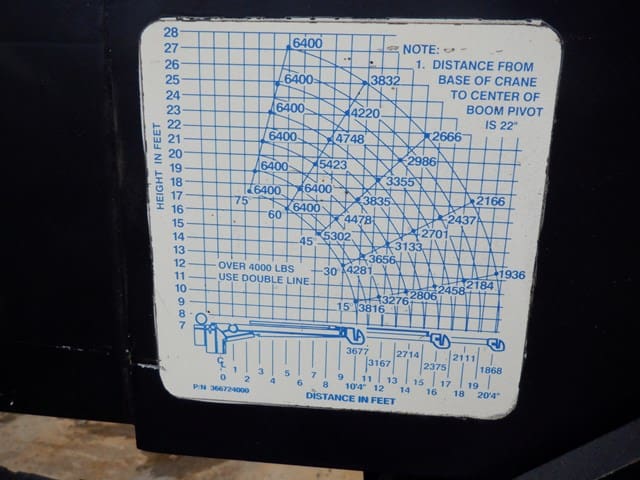 28
27
26
25
24
23
22
21
20
19
18
17
16
15
14
13
12
11
10
9
8
7
HEIGHT IN FEET
NOTE:
1. DISTANCE FROM
BASE OF CRANE
TO CENTER OF
BOOM PIVOT
IS 22"
6400
6400 3832
6400 4220 2666
6400 4748 2986
6400 5423 3355 2166
6400 6400 3835 2437
75 60 6400 4478 2701 1936
45 5302 3133 2184
30 4281 3656 2458
15 3816 3276 2806
OVER 4000 LBS
USE DOUBLE LINE
3677 3167 2714 2375 2111 1868
C L
0 1 2 3 4 5 6 7 8 9 10'4" 11 12 13 14 15 16 17 18 19 20'4"
P/N 366724000
DISTANCE IN FEET